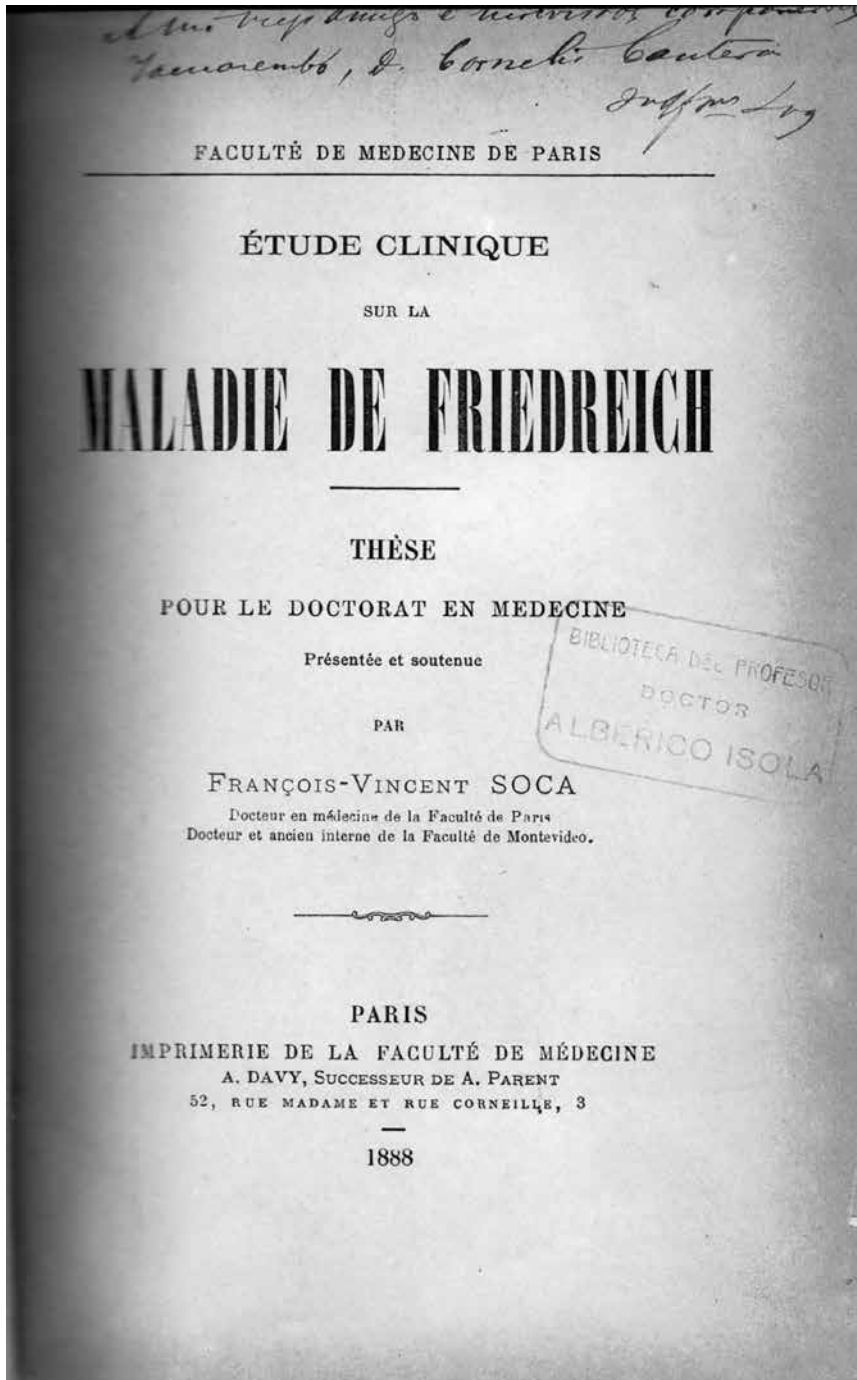 A mi viejo amigo e
, D. Cornelio Cantera
FACULTÉ DE MEDECINE DE PARIS
ÉTUDE CLINIQUE
SUR LA
MALADIE DE FRIEDREICH
THÈSE
POUR LE DOCTORAT EN MEDECINE
Présentée et soutenue
PAR
FRANÇOIS-VINCENT SOCA
Docteur en médecine de la Faculté de Paris
Docteur et ancien interne de la Faculté de Montevideo.
BIBLIOTECA DEL PROFESOR
DOCTOR
ALBERICO ISOLA
PARIS
IMPRIMERIE DE LA FACULTÉ DE MÉDECINE
A. DAVY, SUCCESSEUR DE A. PARENT
52, RUE MADAME ET RUE CORNEILLE, 3
1888